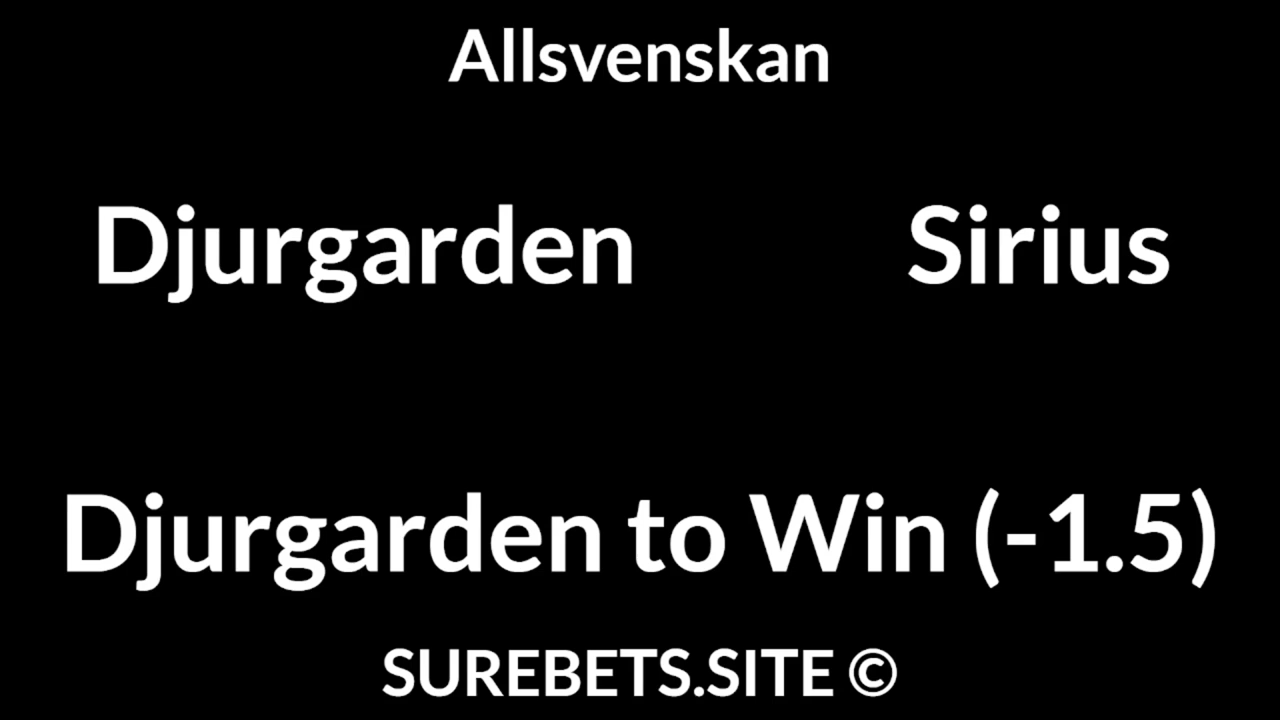 Allsvenskan
Djurgarden Sirius
Djurgarden to Win (-1.5)
SUREBETS.SITE ©